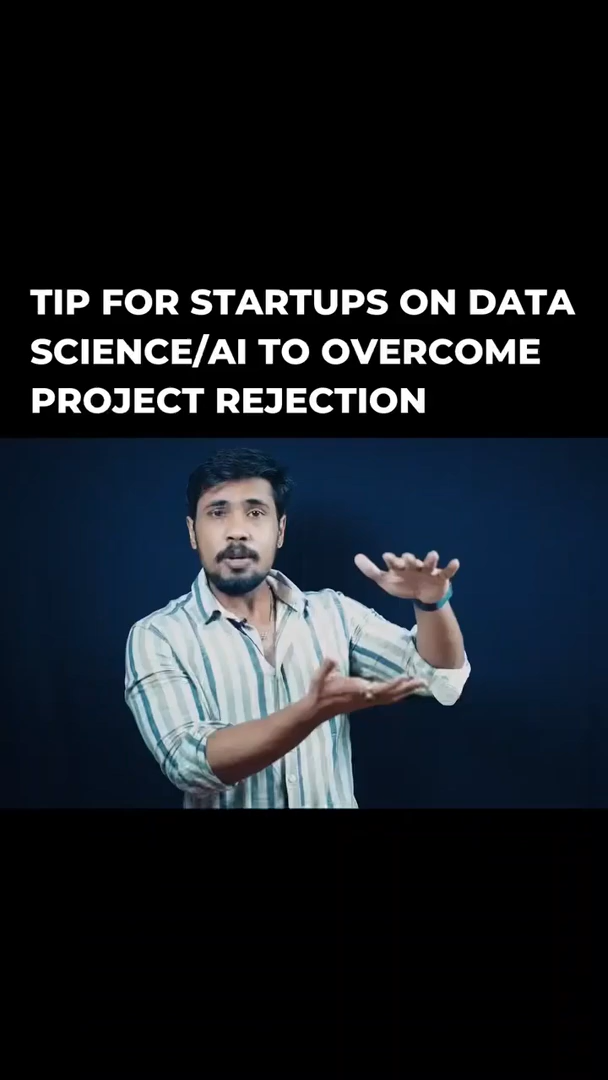 TIP FOR STARTUPS ON DATA
SCIENCE/AI TO OVERCOME
PROJECT REJECTION